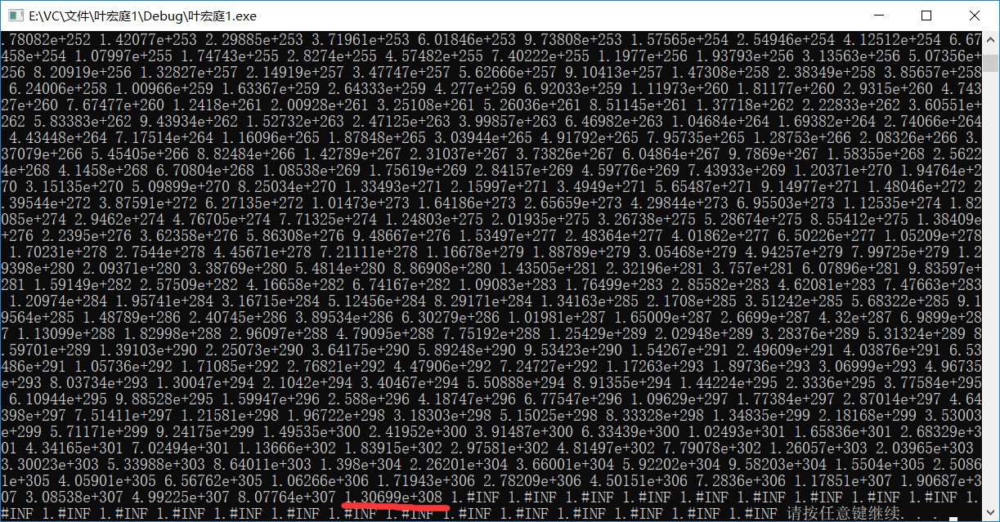 E:\VC\文件\叶宏庭1\Debug\叶宏庭1.exe
.78082e+252 1.42077e+253 2.29885e+253 3.71961e+253 6.01846e+253 9.73808e+253 1.57565e+254 2.54946e+254 4.12512e+254 6.67
458e+254 1.07997e+255 1.74743e+255 2.8274e+255 4.57482e+255 7.40222e+255 1.1977e+256 1.93793e+256 3.13563e+256 5.07356e+
256 8.20919e+256 1.32827e+257 2.14919e+257 3.47747e+257 5.62666e+257 9.10413e+257 1.47308e+258 2.38349e+258 3.85657e+258
 6.24006e+258 1.00966e+259 1.63367e+259 2.64333e+259 4.277e+259 6.92033e+259 1.11973e+260 1.81177e+260 2.9315e+260 4.743
27e+260 7.67477e+260 1.2418e+261 2.00928e+261 3.25108e+261 5.26036e+261 8.51145e+261 1.37718e+262 2.22833e+262 3.60551e+
262 5.83383e+262 9.43934e+262 1.52732e+263 2.47125e+263 3.99857e+263 6.46982e+263 1.04684e+264 1.69382e+264 2.74066e+264
 4.43448e+264 7.17514e+264 1.16096e+265 1.87848e+265 3.03944e+265 4.91792e+265 7.95735e+265 1.28753e+266 2.08326e+266 3.
37079e+266 5.45405e+266 8.82484e+266 1.42789e+267 2.31037e+267 3.73826e+267 6.04864e+267 9.7869e+267 1.58355e+268 2.5622
4e+268 4.1458e+268 6.70804e+268 1.08538e+269 1.75619e+269 2.84157e+269 4.59776e+269 7.43933e+269 1.20371e+270 1.94764e+2
70 3.15135e+270 5.09899e+270 8.25034e+270 1.33493e+271 2.15997e+271 3.4949e+271 5.65487e+271 9.14977e+271 1.48046e+272 2
.39544e+272 3.87591e+272 6.27135e+272 1.01473e+273 1.64186e+273 2.65659e+273 4.29844e+273 6.95503e+273 1.12535e+274 1.82
085e+274 2.9462e+274 4.76705e+274 7.71325e+274 1.24803e+275 2.01935e+275 3.26738e+275 5.28674e+275 8.55412e+275 1.38409e
+276 2.2395e+276 3.62358e+276 5.86308e+276 9.48667e+276 1.53497e+277 2.48364e+277 4.01862e+277 6.50226e+277 1.05209e+278
 1.70231e+278 2.7544e+278 4.45671e+278 7.21111e+278 1.16678e+279 1.88789e+279 3.05468e+279 4.94257e+279 7.99725e+279 1.2
9398e+280 2.09371e+280 3.38769e+280 5.4814e+280 8.86908e+280 1.43505e+281 2.32196e+281 3.757e+281 6.07896e+281 9.83597e+
281 1.59149e+282 2.57509e+282 4.16658e+282 6.74167e+282 1.09083e+283 1.76499e+283 2.85582e+283 4.62081e+283 7.47663e+283
 1.20974e+284 1.95741e+284 3.16715e+284 5.12456e+284 8.29171e+284 1.34163e+285 2.1708e+285 3.51242e+285 5.68322e+285 9.1
9564e+285 1.48789e+286 2.40745e+286 3.89534e+286 6.30279e+286 1.01981e+287 1.65009e+287 2.6699e+287 4.32e+287 6.9899e+28
7 1.13099e+288 1.82998e+288 2.96097e+288 4.79095e+288 7.75192e+288 1.25429e+289 2.02948e+289 3.28376e+289 5.31324e+289 8
.59701e+289 1.39103e+290 2.25073e+290 3.64175e+290 5.89248e+290 9.53423e+290 1.54267e+291 2.49609e+291 4.03876e+291 6.53
486e+291 1.05736e+292 1.71085e+292 2.76821e+292 4.47906e+292 7.24727e+292 1.17263e+293 1.89736e+293 3.06999e+293 4.96735
e+293 8.03734e+293 1.30047e+294 2.1042e+294 3.40467e+294 5.50888e+294 8.91355e+294 1.44224e+295 2.3336e+295 3.77584e+295
 6.10944e+295 9.88528e+295 1.59947e+296 2.588e+296 4.18747e+296 6.77547e+296 1.09629e+297 1.77384e+297 2.87014e+297 4.64
398e+297 7.51411e+297 1.21581e+298 1.96722e+298 3.18303e+298 5.15025e+298 8.33328e+298 1.34835e+299 2.18168e+299 3.53003
e+299 5.71171e+299 9.24175e+299 1.49535e+300 2.41952e+300 3.91487e+300 6.33439e+300 1.02493e+301 1.65836e+301 2.68329e+3
01 4.34165e+301 7.02494e+301 1.13666e+302 1.83915e+302 2.97581e+302 4.81497e+302 7.79078e+302 1.26057e+303 2.03965e+303
3.30023e+303 5.33988e+303 8.64011e+303 1.398e+304 2.26201e+304 3.66001e+304 5.92202e+304 9.58203e+304 1.5504e+305 2.5086
1e+305 4.05901e+305 6.56762e+305 1.06266e+306 1.71943e+306 2.78209e+306 4.50151e+306 7.2836e+306 1.17851e+307 1.90687e+3
07 3.08538e+307 4.99225e+307 8.07764e+307 1.30699e+308 1.#INF 1.#INF 1.#INF 1.#INF 1.#INF 1.#INF 1.#INF 1.#INF 1.#INF 1.
#INF 1.#INF 1.#INF 1.#INF 1.#INF 1.#INF 1.#INF 1.#INF 1.#INF 1.#INF 1.#INF 1.#INF 1.#INF 1.#INF 请按任意键继续. . .